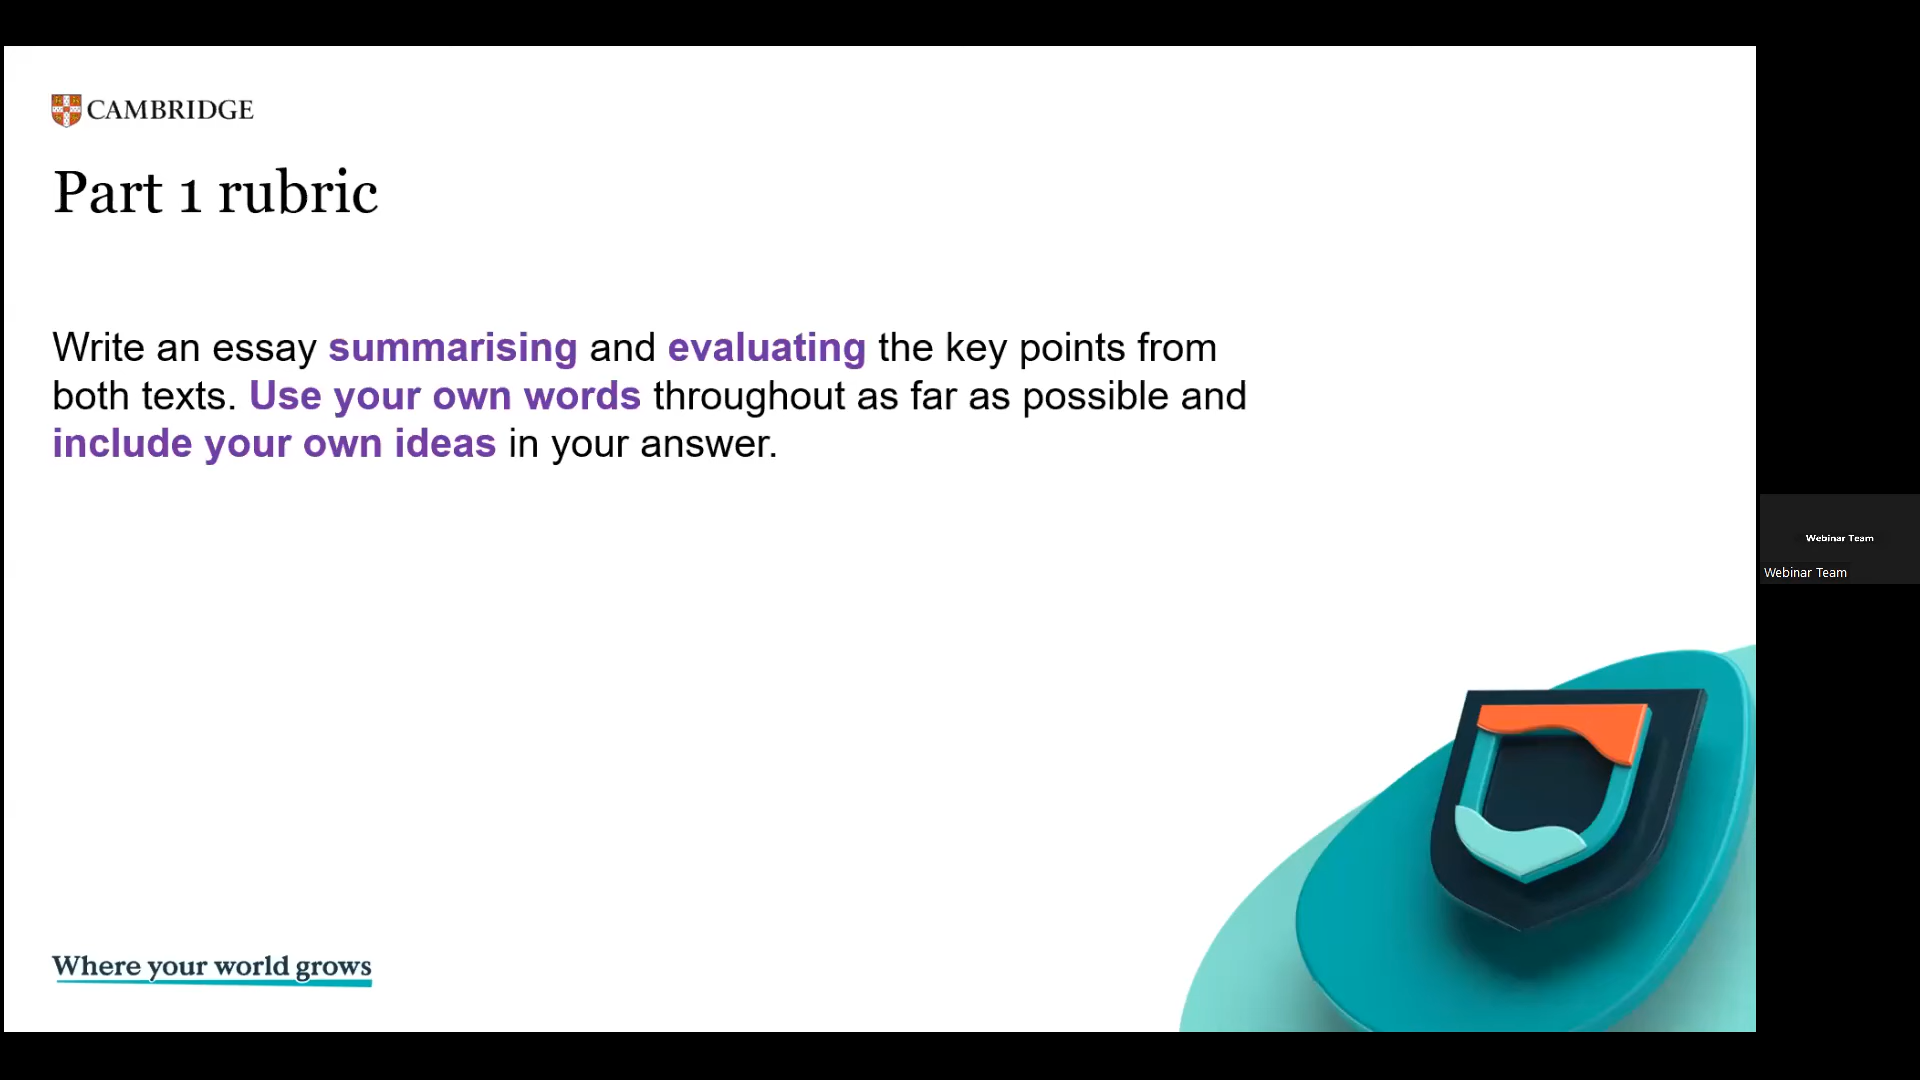 CAMBRIDGE
Part 1 rubric
Write an essay summarising and evaluating the key points from
both texts. Use your own words throughout as far as possible and
include your own ideas in your answer.
Webinar Team
Webinar Team
Where your world grows